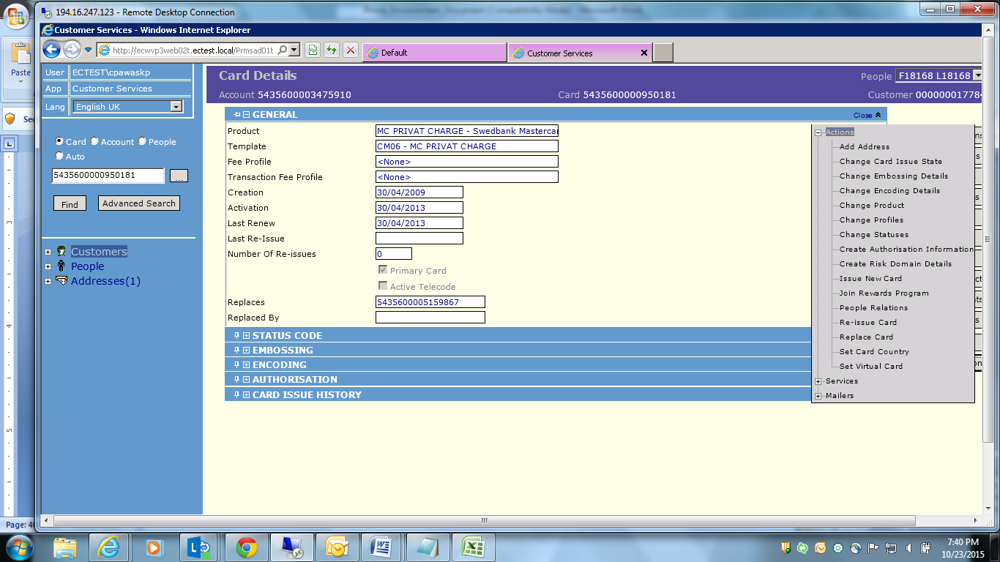 194.16.247.123 - Remote Desktop Connection
Customer Services - Windows Internet Explorer
http://ecwvp3web02t.ectest.local/Prmsad01t
Default
Customer Services
Paste
User ECTEST\cpawaskp
App Customer Services
Lang English UK
Card Account People
Auto
5435600000950181 ...
Find Advanced Search
Customers
People
Addresses(1)
Card Details
People F18168 L18168
Account 5435600003475910 Card 5435600000950181 Customer 00000001778
GENERAL Close
Product MC PRIVAT CHARGE - Swedbank Masterca
Template CM06 - MC PRIVAT CHARGE
Fee Profile <None>
Transaction Fee Profile <None>
Creation 30/04/2009
Activation 30/04/2013
Last Renew 30/04/2013
Last Re-Issue
Number Of Re-issues 0
Primary Card
Active Telecode
Replaces 5435600005159867
Replaced By
STATUS CODE
EMBOSSING
ENCODING
AUTHORISATION
CARD ISSUE HISTORY
Actions
Add Address
Change Card Issue State
Change Embossing Details
Change Encoding Details
Change Product
Change Profiles
Change Statuses
Create Authorisation Information
Create Risk Domain Details
Issue New Card
Join Rewards Program
People Relations
Re-issue Card
Replace Card
Set Card Country
Set Virtual Card
Services
Mailers
Sec
3
4
5
Page: 40
7:40 PM
10/23/2015